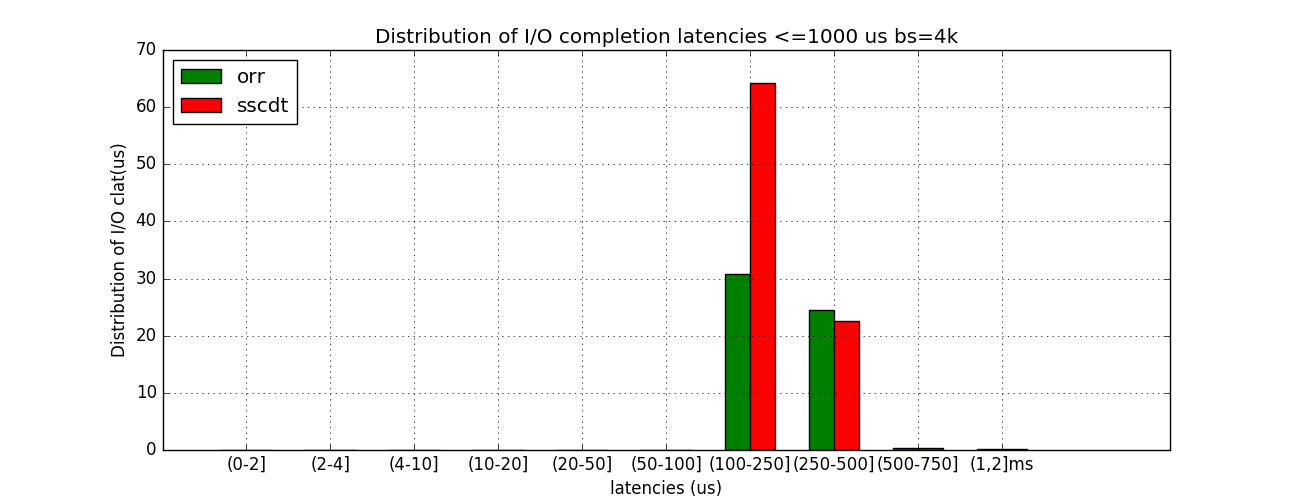 Distribution of I/O completion latencies <=1000 us bs=4k
orr
sscdt
Distribution of I/O clat(us)
70
60
50
40
30
20
10
0
(0-2] (2-4] (4-10] (10-20] (20-50] (50-100] (100-250] (250-500] (500-750] (1,2]ms
latencies (us)